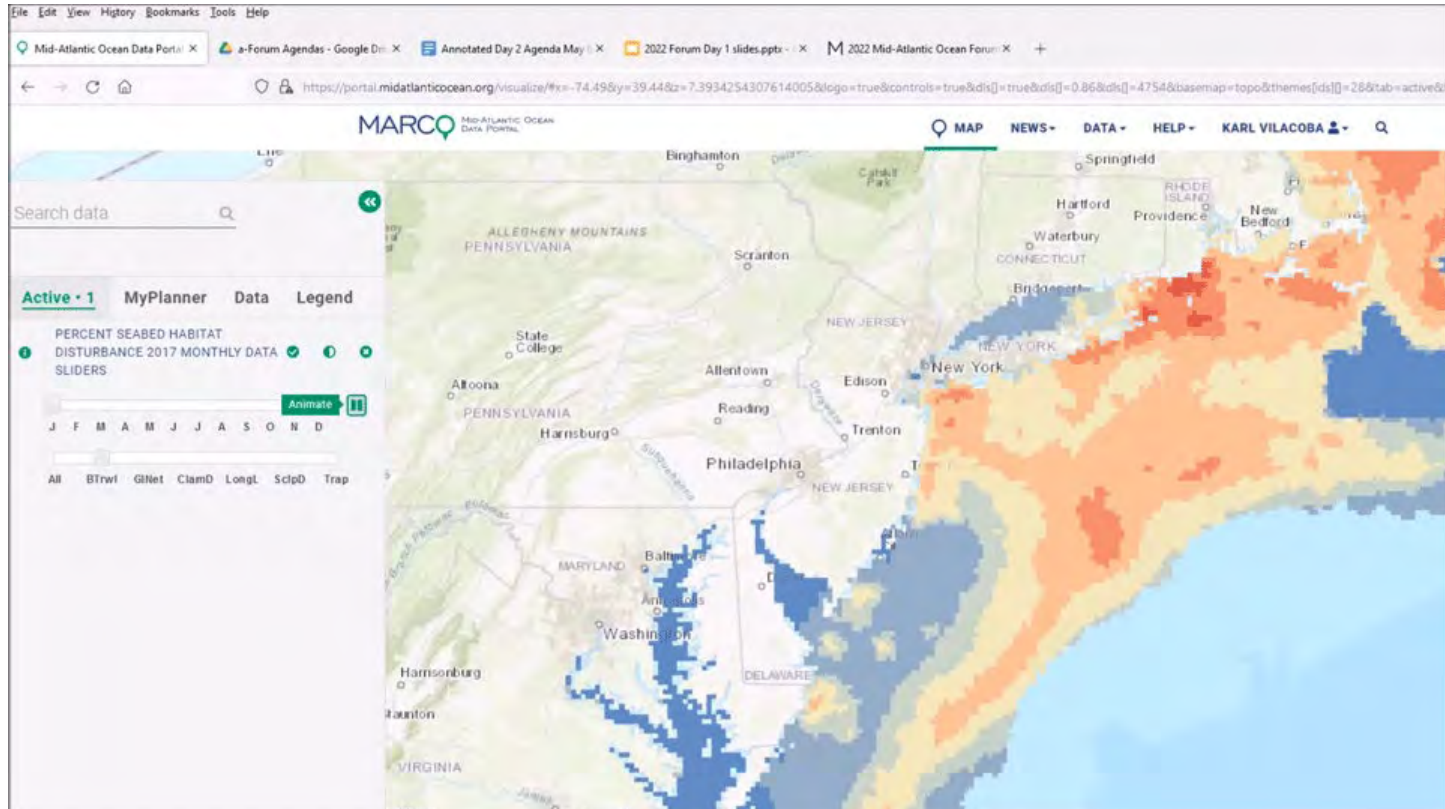 File Edit View History Bookmarks Tools Help
Mid-Atlantic Ocean Data Portal
a-Forum Agendas - Google Dri
Annotated Day 2 Agenda May
2022 Forum Day 1 slides.pptx -
2022 Mid-Atlantic Ocean Forum
https://portal.midatlanticocean.org/visualize/#x=-74.49&y=39.44&z=7.3934254307614005&logo=true&controls=true&dls[]=true&dls[]=0.86&dls[]=4754&basemap=topo&themes[ids][]=28&tab=active&
MARCO MID-ATLANTIC OCEAN
DATA PORTAL
MAP NEWS DATA HELP KARL VILACOBA
Search data
Active • 1 MyPlanner Data Legend
PERCENT SEABED HABITAT
DISTURBANCE 2017 MONTHLY DATA
SLIDERS
Animate
J F M A M J J A S O N D
All BTrwl GlNet ClamD LongL SclpD Trap
Binghamton
Catskill
Park
Springfield
RHODE
ISLAND
Hartford
Providence
New
Bedford
Waterbury
CONNECTICUT
ALLEGHENY MOUNTAINS
PENNSYLVANIA
Scranton
Bridgeport
NEW JERSEY
NEW YORK
State
College
New York
Allentown
Edison
Altoona
Delaware
PENNSYLVANIA
Reading
Harrisburg
Trenton
Susquehanna
Philadelphia
NEW JERSEY
Potomac
Baltimore
MARYLAND
Annapolis
Washington
DELAWARE
Harrisonburg
Staunton
VIRGINIA
James